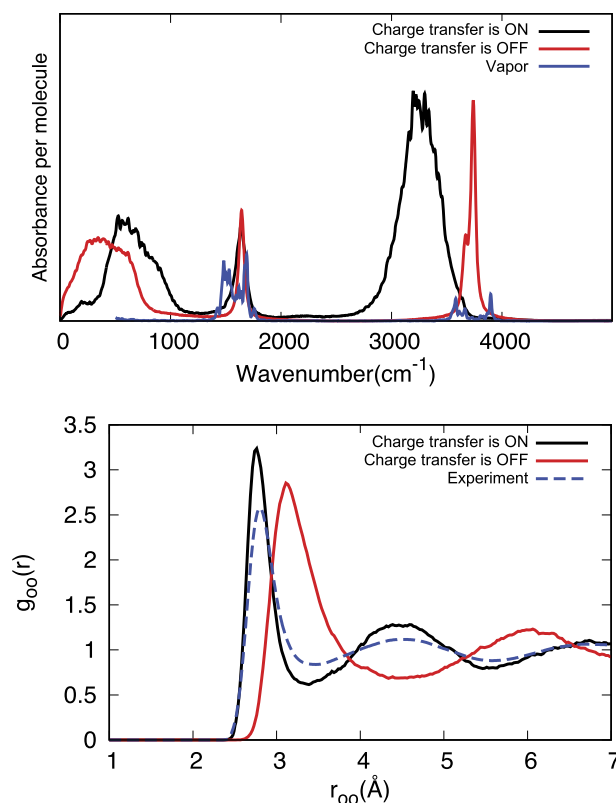 Charge transfer is ON
Charge transfer is OFF
Vapor
Absorbance per molecule
0 1000 2000 3000 4000
Wavenumber(cm⁻¹)
3.5
3
2.5
2
1.5
1
0.5
0
Charge transfer is ON
Charge transfer is OFF
Experiment
g_oo(r)
1 2 3 4 5 6 7
r_oo(Å)